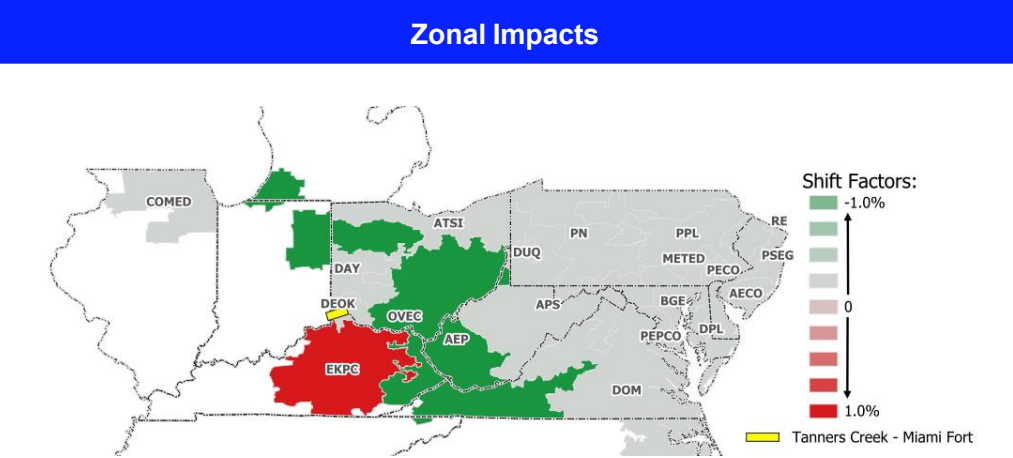 Zonal Impacts
Shift Factors:
-1.0%
0
1.0%
COMED
ATSI
PN
PPL
RE
DUQ
METED
PSEG
DAY
PECO
DEOK
OVEC
APS
BGE
AECO
AEP
PEPCO
DPL
EKPC
DOM
Tanners Creek - Miami Fort